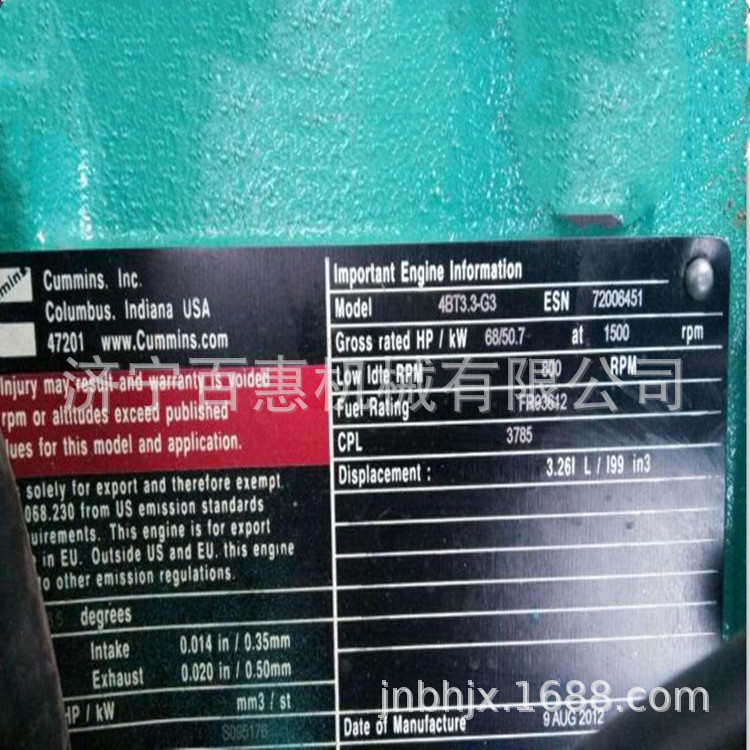 Cummins, Inc.
Columbus, Indiana USA
47201 www.Cummins.com
Injury may result and warranty is voided
rpm or altitudes exceed published
lues for this model and application.
solely for export and therefore exempt
068.230 from US emission standards
uirements. This engine is for export
in EU. Outside US and EU, this engine
to other emission regulations.
degrees
Intake 0.014 in / 0.35mm
Exhaust 0.020 in / 0.50mm
HP / kW mm3 / st
S095176
Important Engine Information
Model 4BT3.3-G3 ESN 72006451
Gross rated HP / kW 68/50.7 at 1500 rpm
Low Idle RPM 800 RPM
Fuel Rating FR93612
CPL 3785
Displacement : 3.26l L / l99 in3
Date of Manufacture 9 AUG 2012
济宁百惠机械有限公司
jnbhjx.1688.com